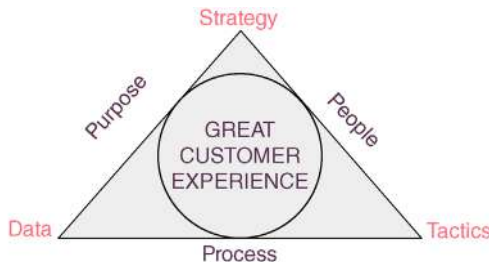 Strategy
Purpose
People
GREAT
CUSTOMER
EXPERIENCE
Data
Tactics
Process